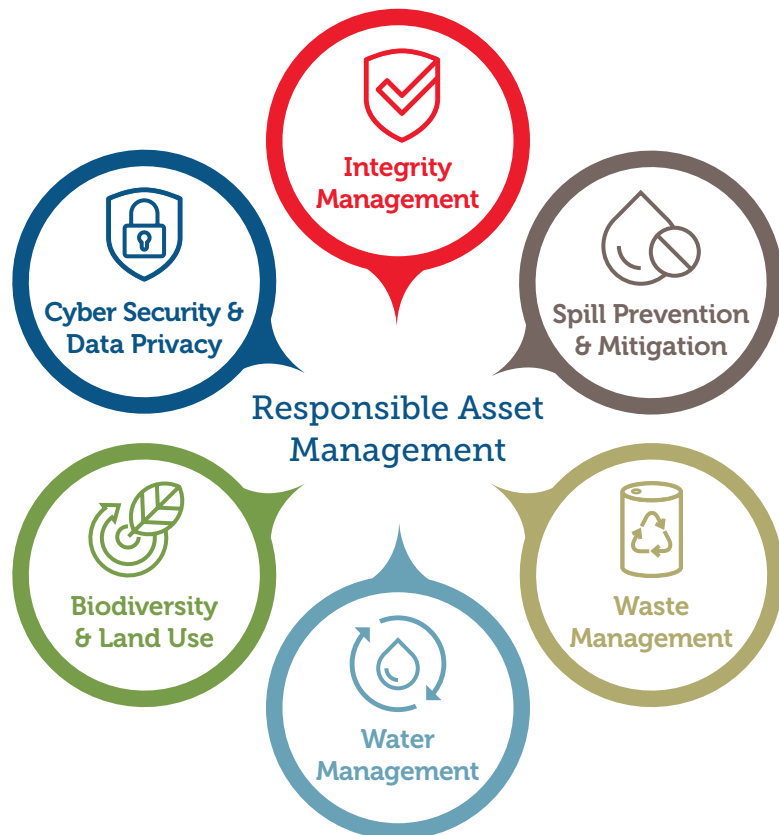 Integrity
Management
Cyber Security &
Data Privacy
Spill Prevention
& Mitigation
Responsible Asset
Management
Biodiversity
& Land Use
Waste
Management
Water
Management